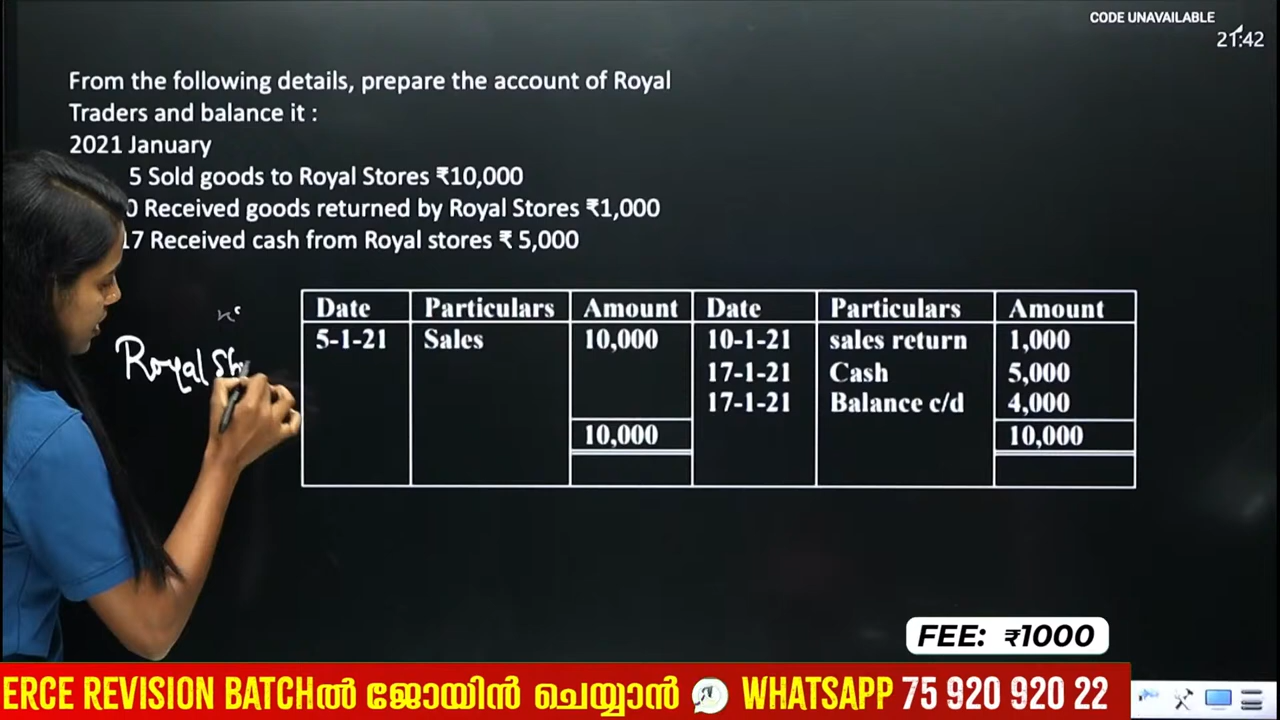 CODE UNAVAILABLE
21:42
From the following details, prepare the account of Royal
Traders and balance it :
2021 January
5 Sold goods to Royal Stores ₹10,000
0 Received goods returned by Royal Stores ₹1,000
17 Received cash from Royal stores ₹ 5,000
Date Particulars Amount Date Particulars Amount
5-1-21 Sales 10,000 10-1-21 sales return 1,000
17-1-21 Cash 5,000
17-1-21 Balance c/d 4,000
10,000 10,000
Royal St
FEE: ₹1000
ERCE REVISION BATCHൽ ജോയിൻ ചെയ്യാൻ WHATSAPP 75 920 920 22